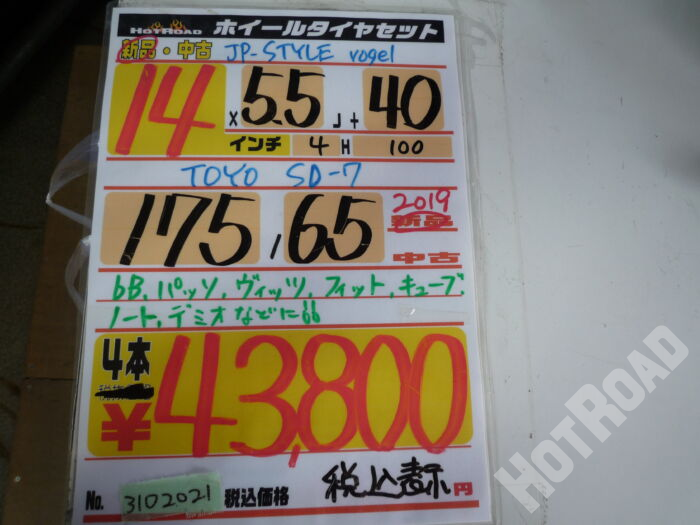 HOTROAD ホイールタイヤセット
新品・中古 JP-STYLE vogel
14 x 5.5 J + 40
インチ 4 H 100
TOYO SD-7
175 / 65 2019 新品
中古
bB、パッソ、ヴィッツ、フィット、キューブ、
ノート、デミオなどに!!
4本
¥43,800
No. 3102021 税込価格 税込表示 円
HOTROAD